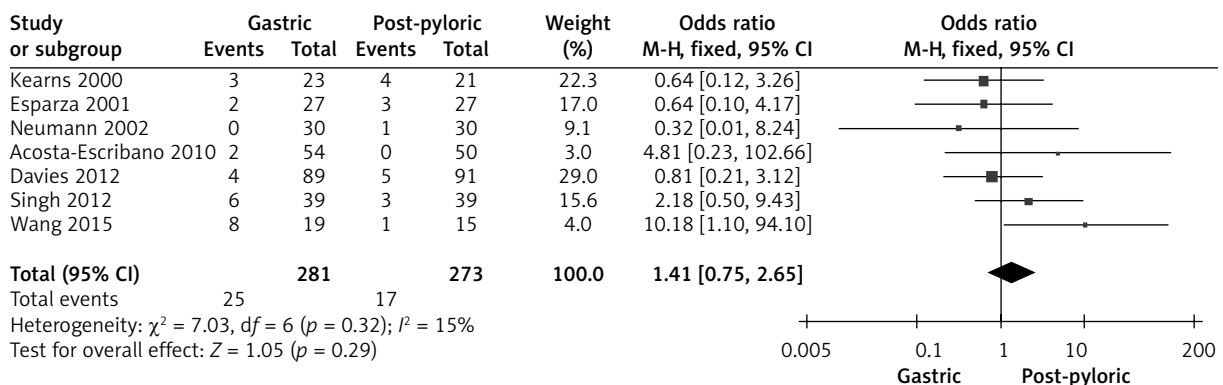 Study Gastric Post-pyloric Weight Odds ratio Odds ratio
or subgroup Events Total Events Total (%) M-H, fixed, 95% CI M-H, fixed, 95% CI
Kearns 2000 3 23 4 21 22.3 0.64 [0.12, 3.26]
Esparza 2001 2 27 3 27 17.0 0.64 [0.10, 4.17]
Neumann 2002 0 30 1 30 9.1 0.32 [0.01, 8.24]
Acosta-Escribano 2010 2 54 0 50 3.0 4.81 [0.23, 102.66]
Davies 2012 4 89 5 91 29.0 0.81 [0.21, 3.12]
Singh 2012 6 39 3 39 15.6 2.18 [0.50, 9.43]
Wang 2015 8 19 1 15 4.0 10.18 [1.10, 94.10]
Total (95% CI) 281 273 100.0 1.41 [0.75, 2.65]
Total events 25 17
Heterogeneity: χ² = 7.03, df = 6 (p = 0.32); I² = 15%
Test for overall effect: Z = 1.05 (p = 0.29)
0.005 0.1 1 10 200
Gastric Post-pyloric